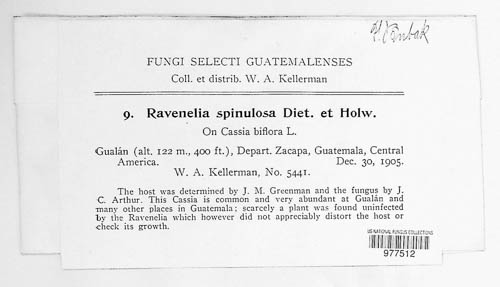 FUNGI SELECTI GUATEMALENSES
Coll. et distrib. W. A. Kellerman
9. Ravenelia spinulosa Diet. et Holw.
On Cassia biflora L.
Gualán (alt. 122 m., 400 ft.), Depart. Zacapa, Guatemala, Central
America. Dec. 30, 1905.
W. A. Kellerman, No. 5441.
The host was determined by J. M. Greenman and the fungus by J.
C. Arthur. This Cassia is common and very abundant at Gualán and
many other places in Guatemala; scarcely a plant was found uninfected
by the Ravenelia which however did not appreciably distort the host or
check its growth.
US NATIONAL FUNGUS COLLECTIONS
977512